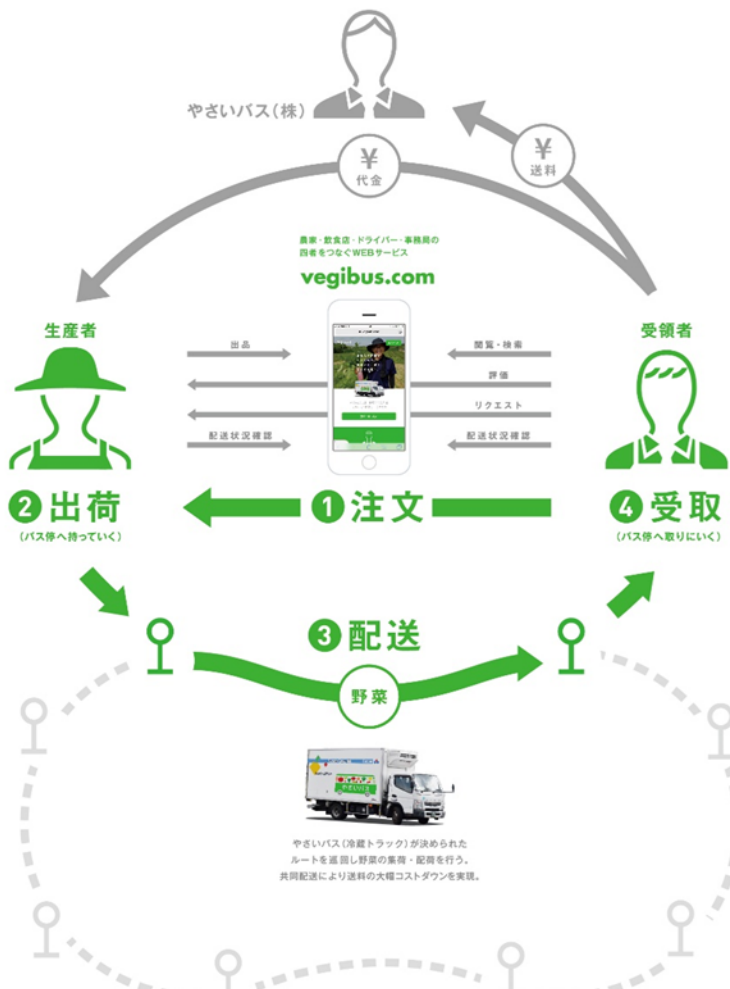 やさいバス(株)
¥
代金
¥
送料
農家・飲食店・ドライバー・事務局の
四者をつなぐWEBサービス
vegibus.com
生産者
受領者
出品
閲覧・検索
評価
リクエスト
配送状況確認
配送状況確認
❷出荷
(バス停へ持っていく)
❶注文
❹受取
(バス停へ取りにいく)
❸配送
野菜
やさいバス
やさいバス(冷蔵トラック)が決められた
ルートを巡回し野菜の集荷・配荷を行う。
共同配送により送料の大幅コストダウンを実現。